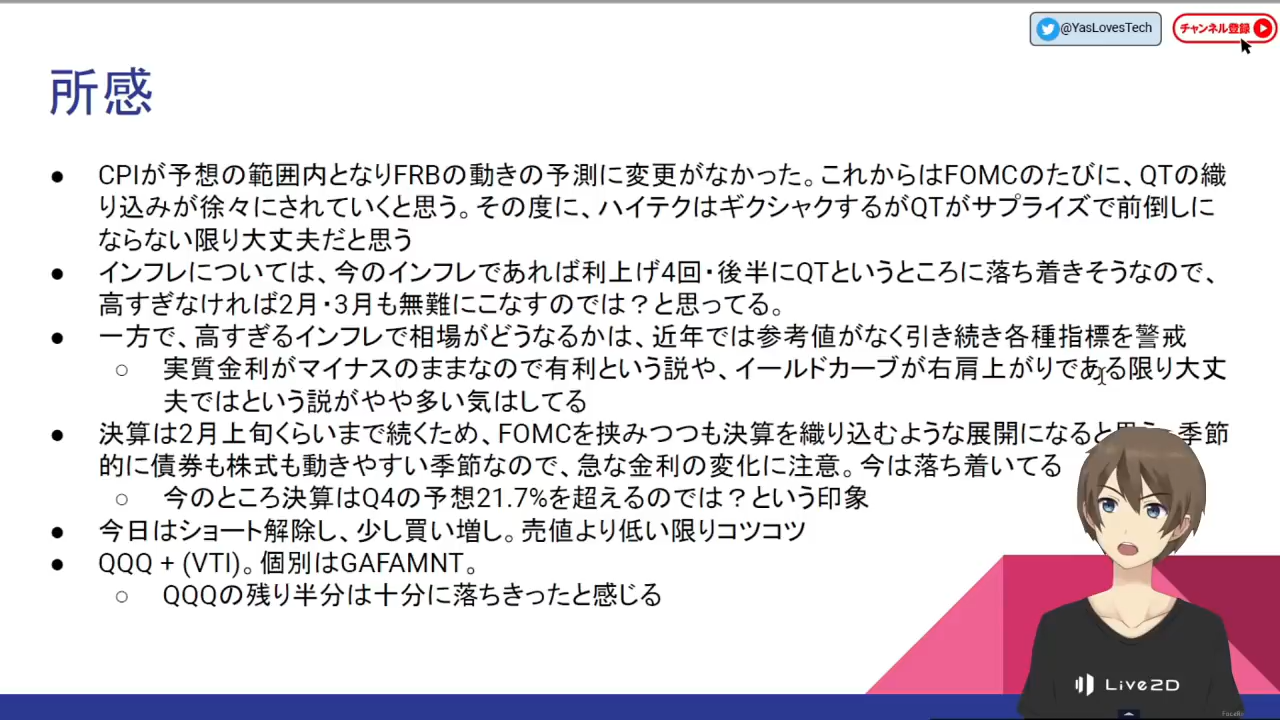 @YasLovesTech
チャンネル登録
所感
● CPIが予想の範囲内となりFRBの動きの予測に変更がなかった。これからはFOMCのたびに、QTの織
り込みが徐々にされていくと思う。その度に、ハイテクはギクシャクするがQTがサプライズで前倒しに
ならない限り大丈夫だと思う
● インフレについては、今のインフレであれば利上げ4回・後半にQTというところに落ち着きそうなので、
高すぎなければ2月・3月も無難にこなすのでは？と思ってる。
● 一方で、高すぎるインフレで相場がどうなるかは、近年では参考値がなく引き続き各種指標を警戒
○ 実質金利がマイナスのままなので有利という説や、イールドカーブが右肩上がりである限り大丈
夫ではという説がやや多い気はしてる
● 決算は2月上旬くらいまで続くため、FOMCを挟みつつも決算を織り込むような展開になると思う。季節
的に債券も株式も動きやすい季節なので、急な金利の変化に注意。今は落ち着いてる
○ 今のところ決算はQ4の予想21.7%を超えるのでは？という印象
● 今日はショート解除し、少し買い増し。売値より低い限りコツコツ
● QQQ + (VTI)。個別はGAFAMNT。
○ QQQの残り半分は十分に落ちきったと感じる
Live2D